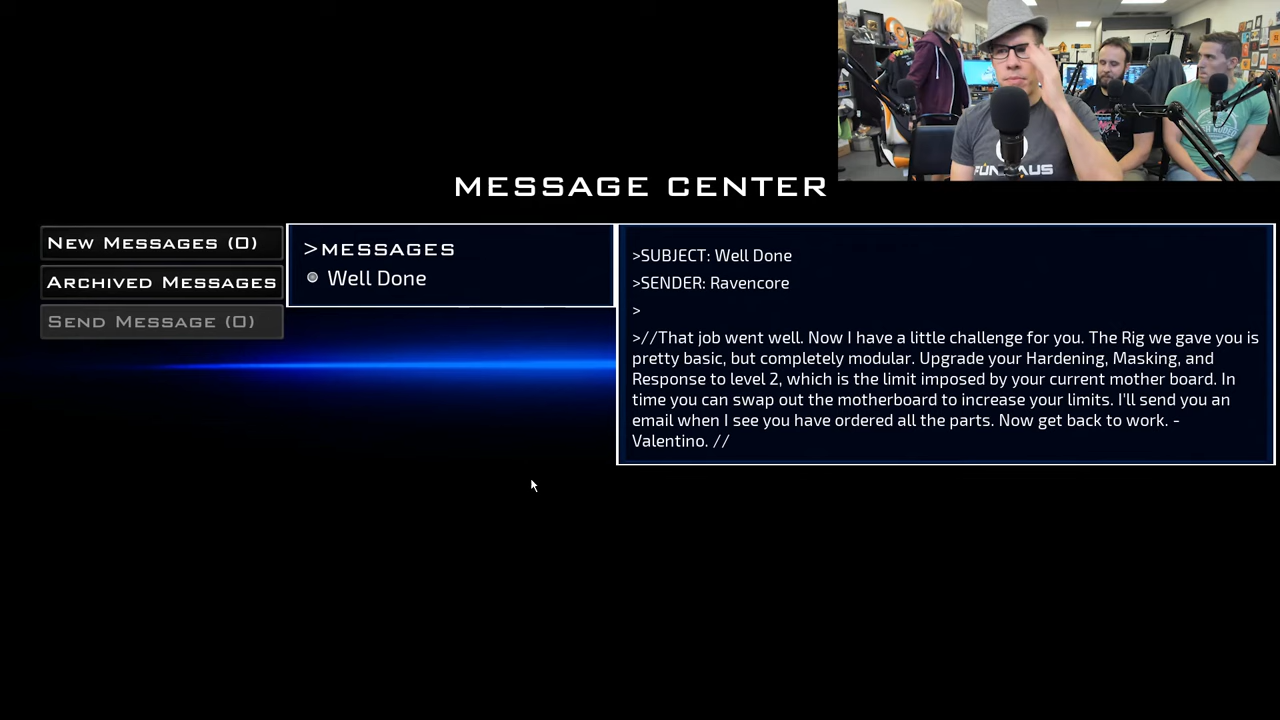 MESSAGE CENTER
New Messages (0)
Archived Messages
Send Message (0)
>MESSAGES
Well Done
>SUBJECT: Well Done
>SENDER: Ravencore
>
>//That job went well. Now I have a little challenge for you. The Rig we gave you is
pretty basic, but completely modular. Upgrade your Hardening, Masking, and
Response to level 2, which is the limit imposed by your current mother board. In
time you can swap out the motherboard to increase your limits. I'll send you an
email when I see you have ordered all the parts. Now get back to work. -
Valentino. //